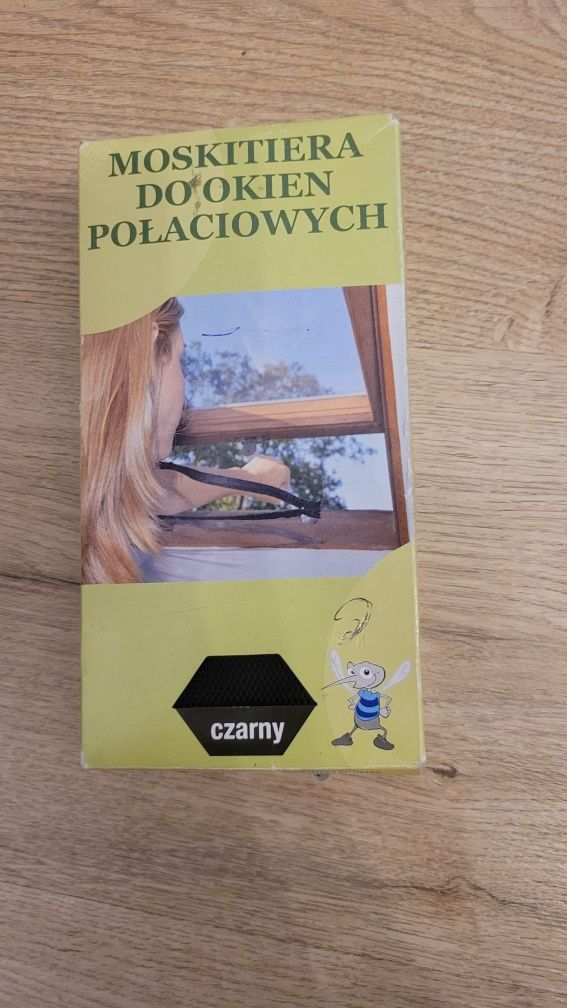 MOSKITIERA
DO OKIEN
POŁACIOWYCH
czarny